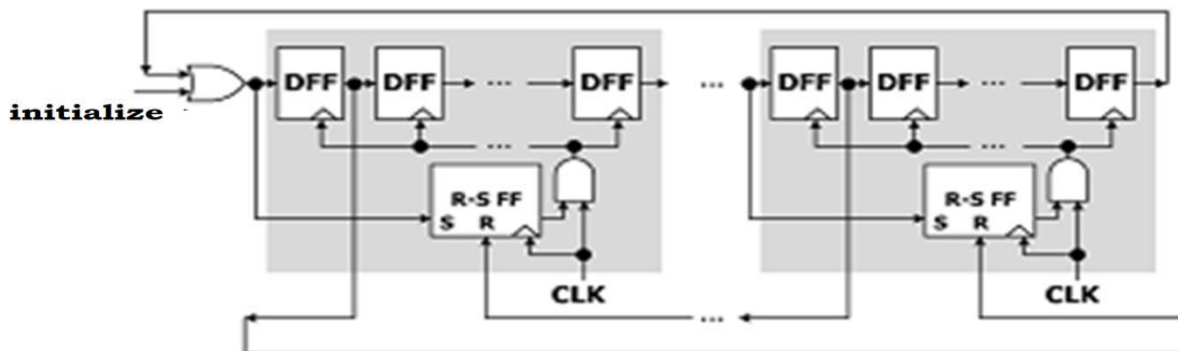 DFF DFF ... DFF ... DFF DFF ... DFF
initialize
... ...
R-S FF R-S FF
S R S R
CLK CLK
...